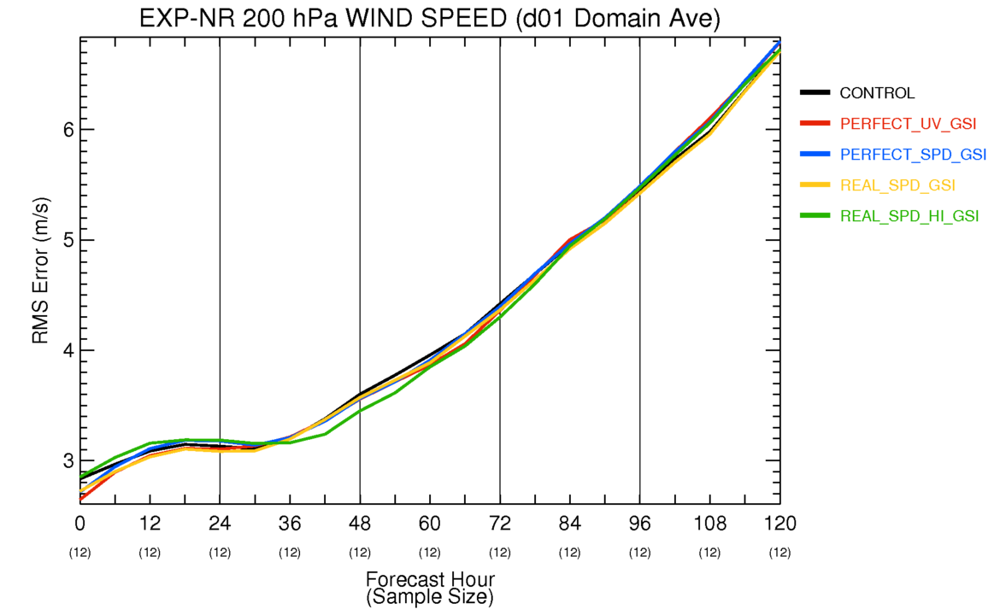 EXP-NR 200 hPa WIND SPEED (d01 Domain Ave)
RMS Error (m/s)
6
5
4
3
CONTROL
PERFECT_UV_GSI
PERFECT_SPD_GSI
REAL_SPD_GSI
REAL_SPD_HI_GSI
0 12 24 36 48 60 72 84 96 108 120
(12) (12) (12) (12) (12) (12) (12) (12) (12) (12) (12)
Forecast Hour
(Sample Size)